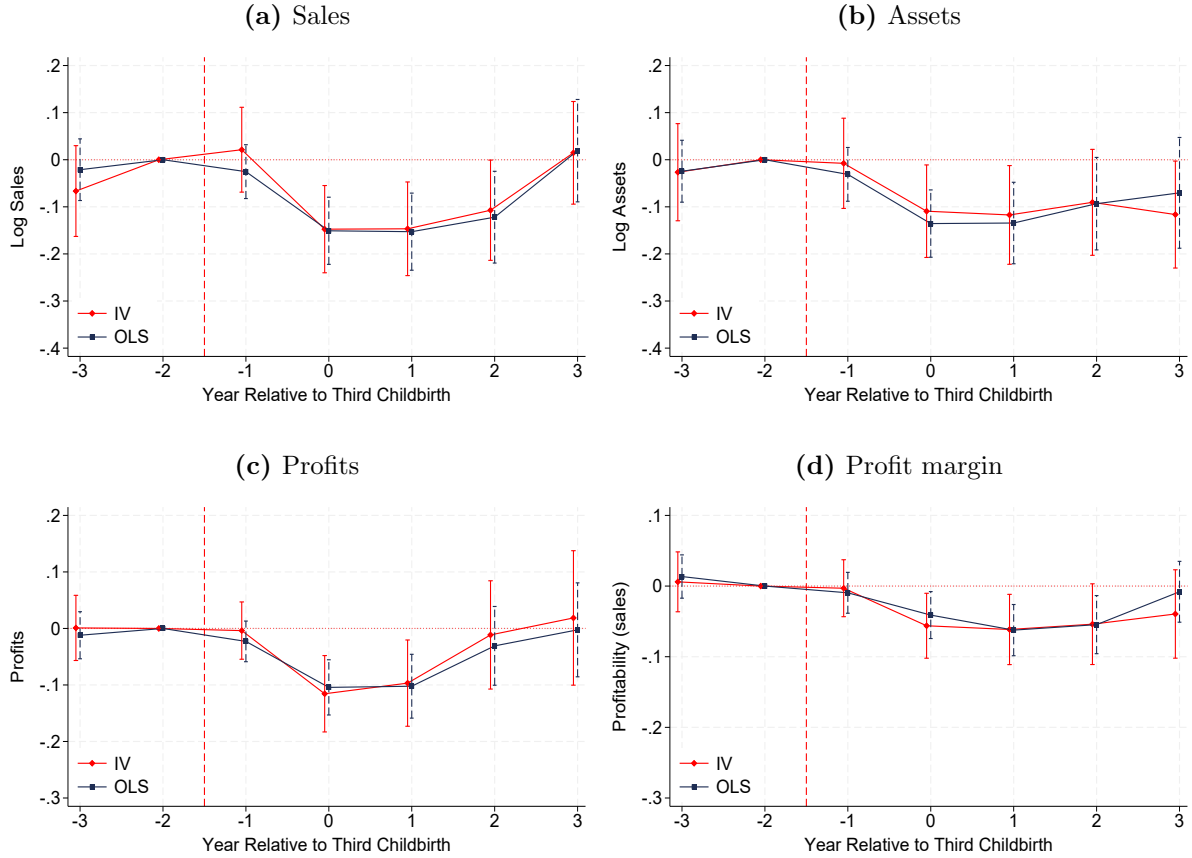 (a) Sales
.2
.1
0
-.1
-.2
-.3
-.4
Log Sales
IV
OLS
-3 -2 -1 0 1 2 3
Year Relative to Third Childbirth
(b) Assets
.2
.1
0
-.1
-.2
-.3
-.4
Log Assets
IV
OLS
-3 -2 -1 0 1 2 3
Year Relative to Third Childbirth
(c) Profits
.2
.1
0
-.1
-.2
-.3
Profits
IV
OLS
-3 -2 -1 0 1 2 3
Year Relative to Third Childbirth
(d) Profit margin
.1
0
-.1
-.2
-.3
Profitability (sales)
IV
OLS
-3 -2 -1 0 1 2 3
Year Relative to Third Childbirth